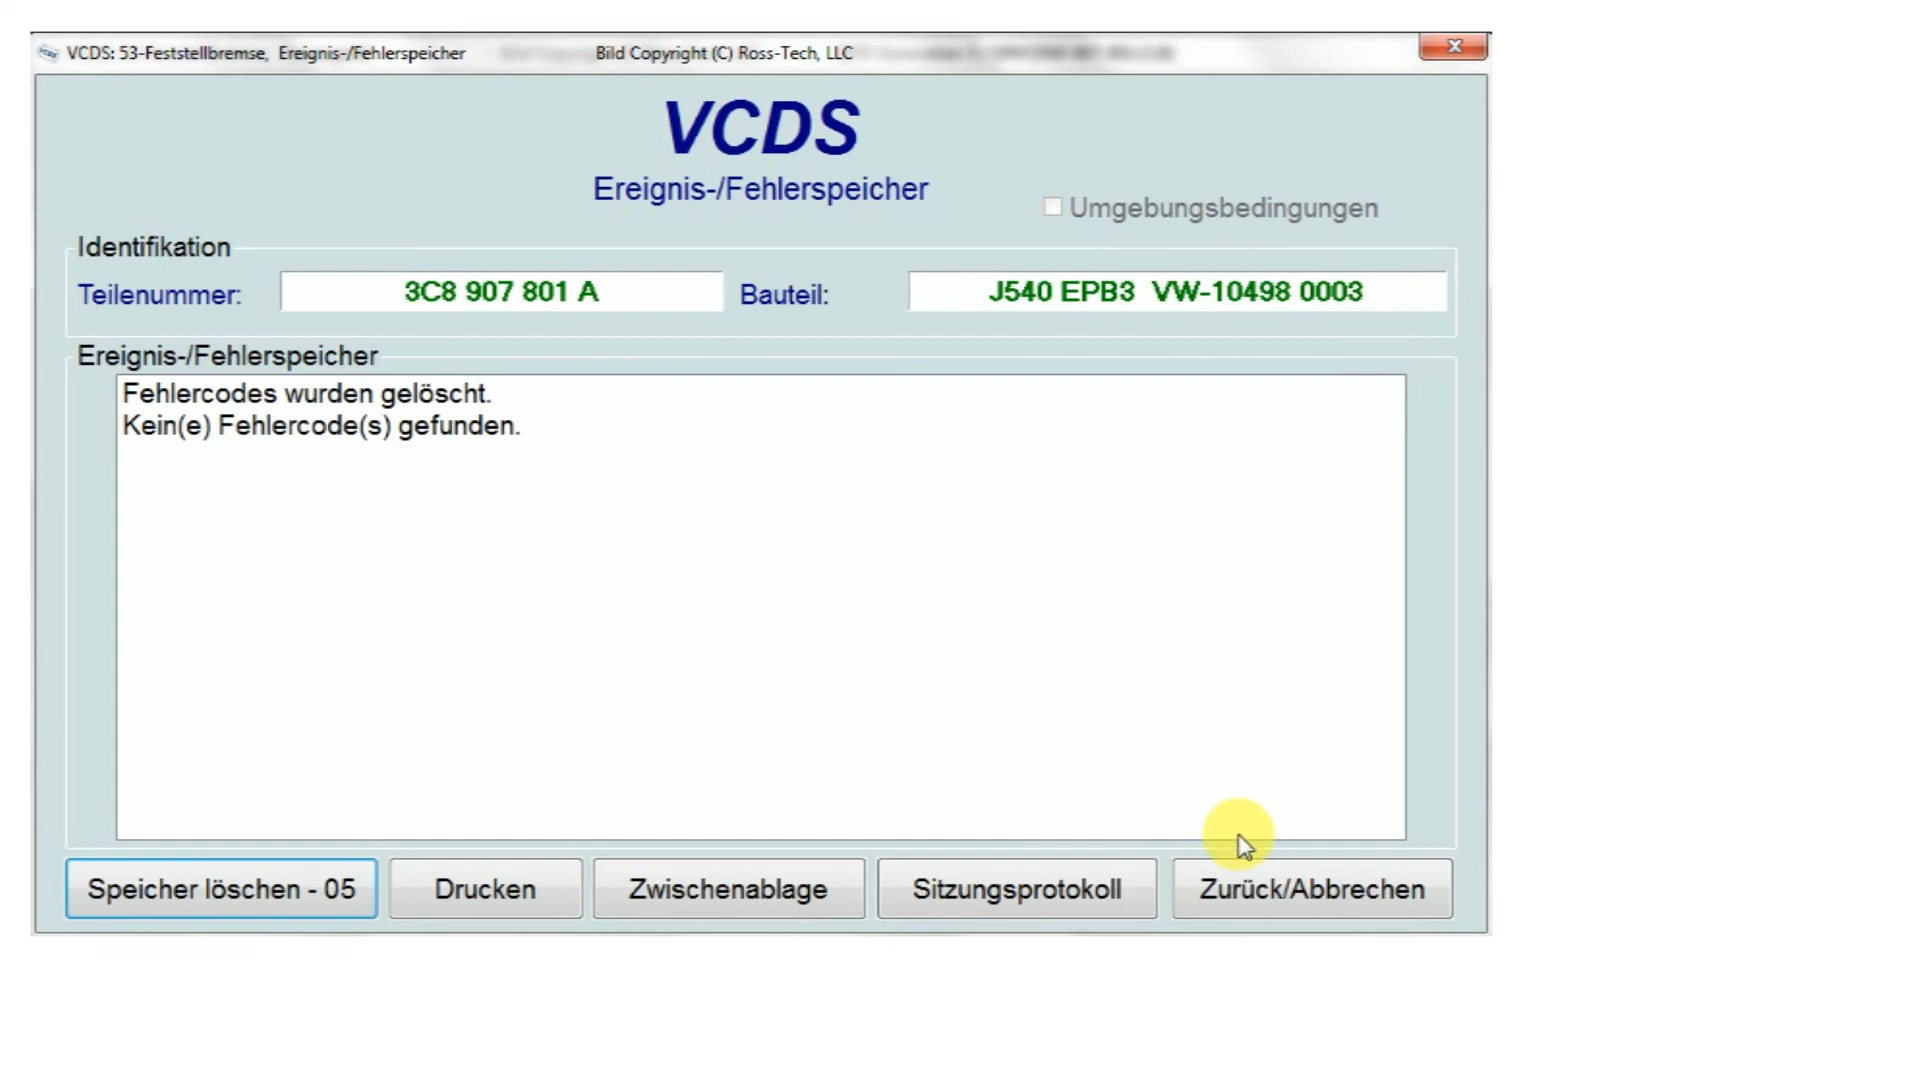 VCDS: 53-Feststellbremse, Ereignis-/Fehlerspeicher Bild Copyright (C) Ross-Tech, LLC
VCDS
Ereignis-/Fehlerspeicher
Umgebungsbedingungen
Identifikation
Teilenummer: 3C8 907 801 A Bauteil: J540 EPB3 VW-10498 0003
Ereignis-/Fehlerspeicher
Fehlercodes wurden gelöscht.
Kein(e) Fehlercode(s) gefunden.
Speicher löschen - 05 Drucken Zwischenablage Sitzungsprotokoll Zurück/Abbrechen